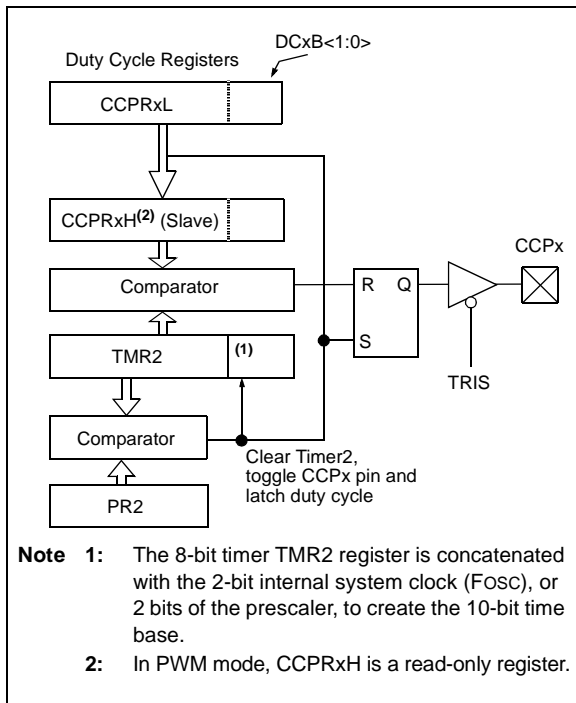 DCxB<1:0>
Duty Cycle Registers
CCPRxL
CCPRxH(2) (Slave)
CCPx
Comparator
R Q
S
TMR2 (1)
TRIS
Comparator
Clear Timer2,
toggle CCPx pin and
latch duty cycle
PR2
Note 1: The 8-bit timer TMR2 register is concatenated
with the 2-bit internal system clock (FOSC), or
2 bits of the prescaler, to create the 10-bit time
base.
2: In PWM mode, CCPRxH is a read-only register.